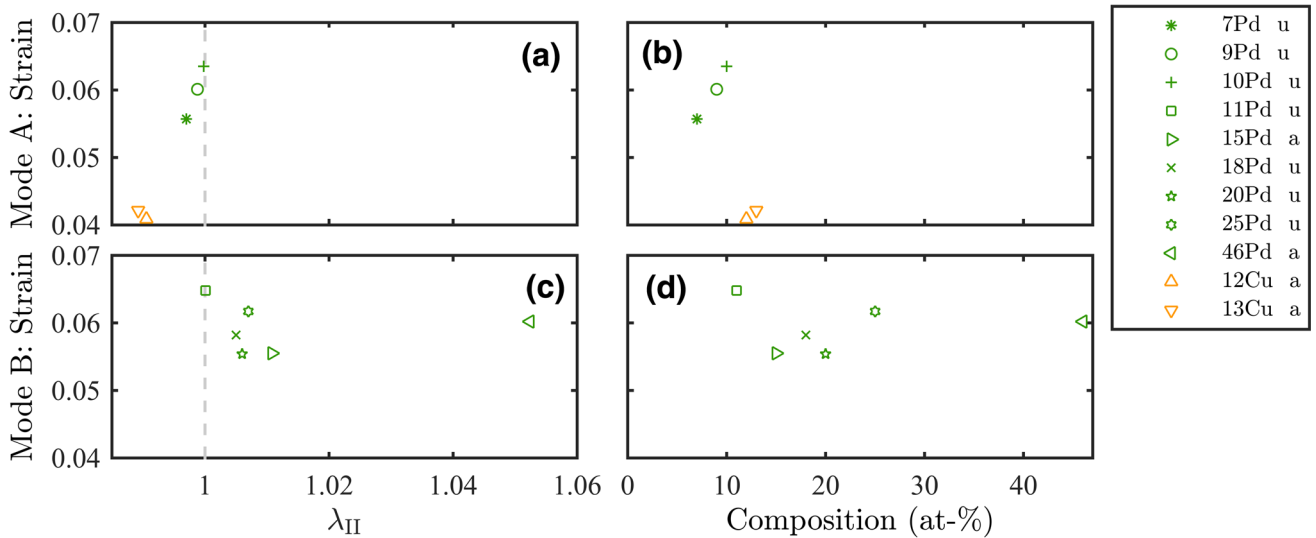 0.07
0.06
0.05
0.04
Mode A: Strain
(a)
(b)
7Pd u
9Pd u
10Pd u
11Pd u
15Pd a
18Pd u
20Pd u
25Pd u
46Pd a
12Cu a
13Cu a
0.07
0.06
0.05
0.04
Mode B: Strain
(c)
(d)
1 1.02 1.04 1.06
λII
0 10 20 30 40
Composition (at-%)